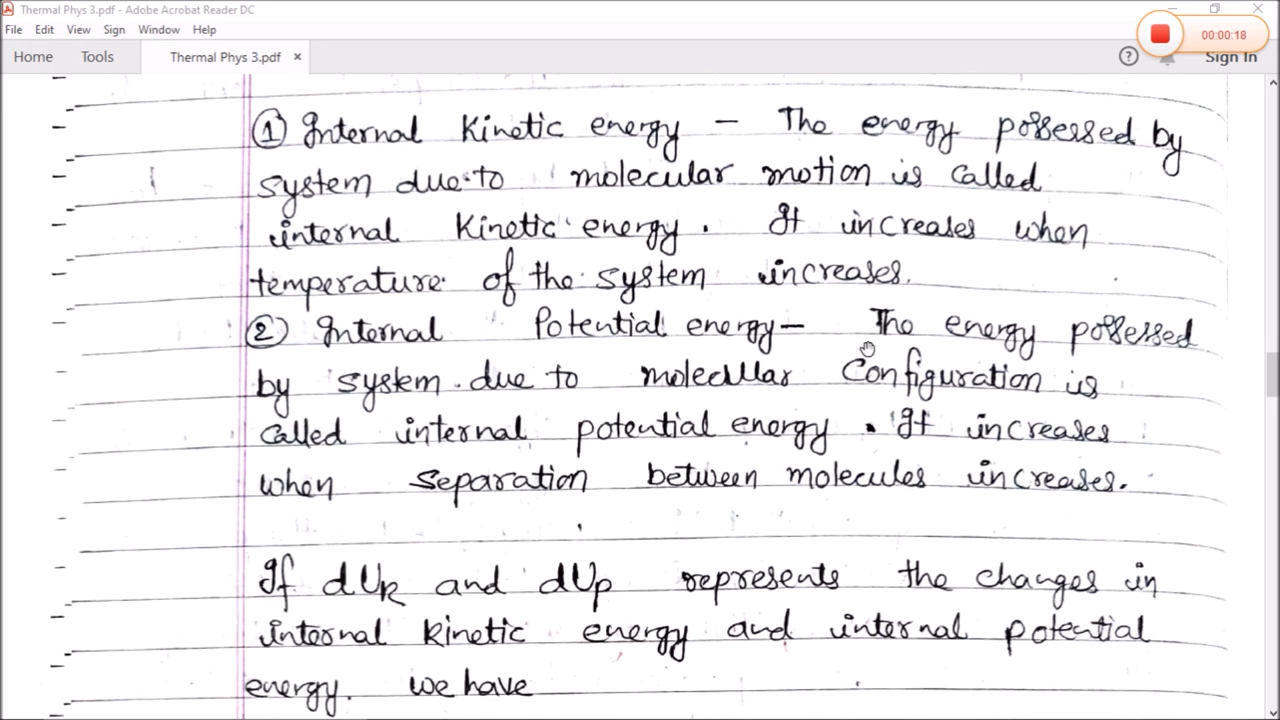 Thermal Phys 3.pdf - Adobe Acrobat Reader DC
File Edit View Sign Window Help
00:00:18
Home Tools Thermal Phys 3.pdf × ? Sign In
① Internal Kinetic energy - The energy possessed by
system due to molecular motion is called
internal Kinetic energy. It increases when
temperature of the system increases.
② Internal Potential energy - The energy possessed
by system due to molecular Configuration is
called internal potential energy. It increases
when separation between molecules increases.
If dUk and dUp represents the changes in
internal kinetic energy and internal potential
energy. we have